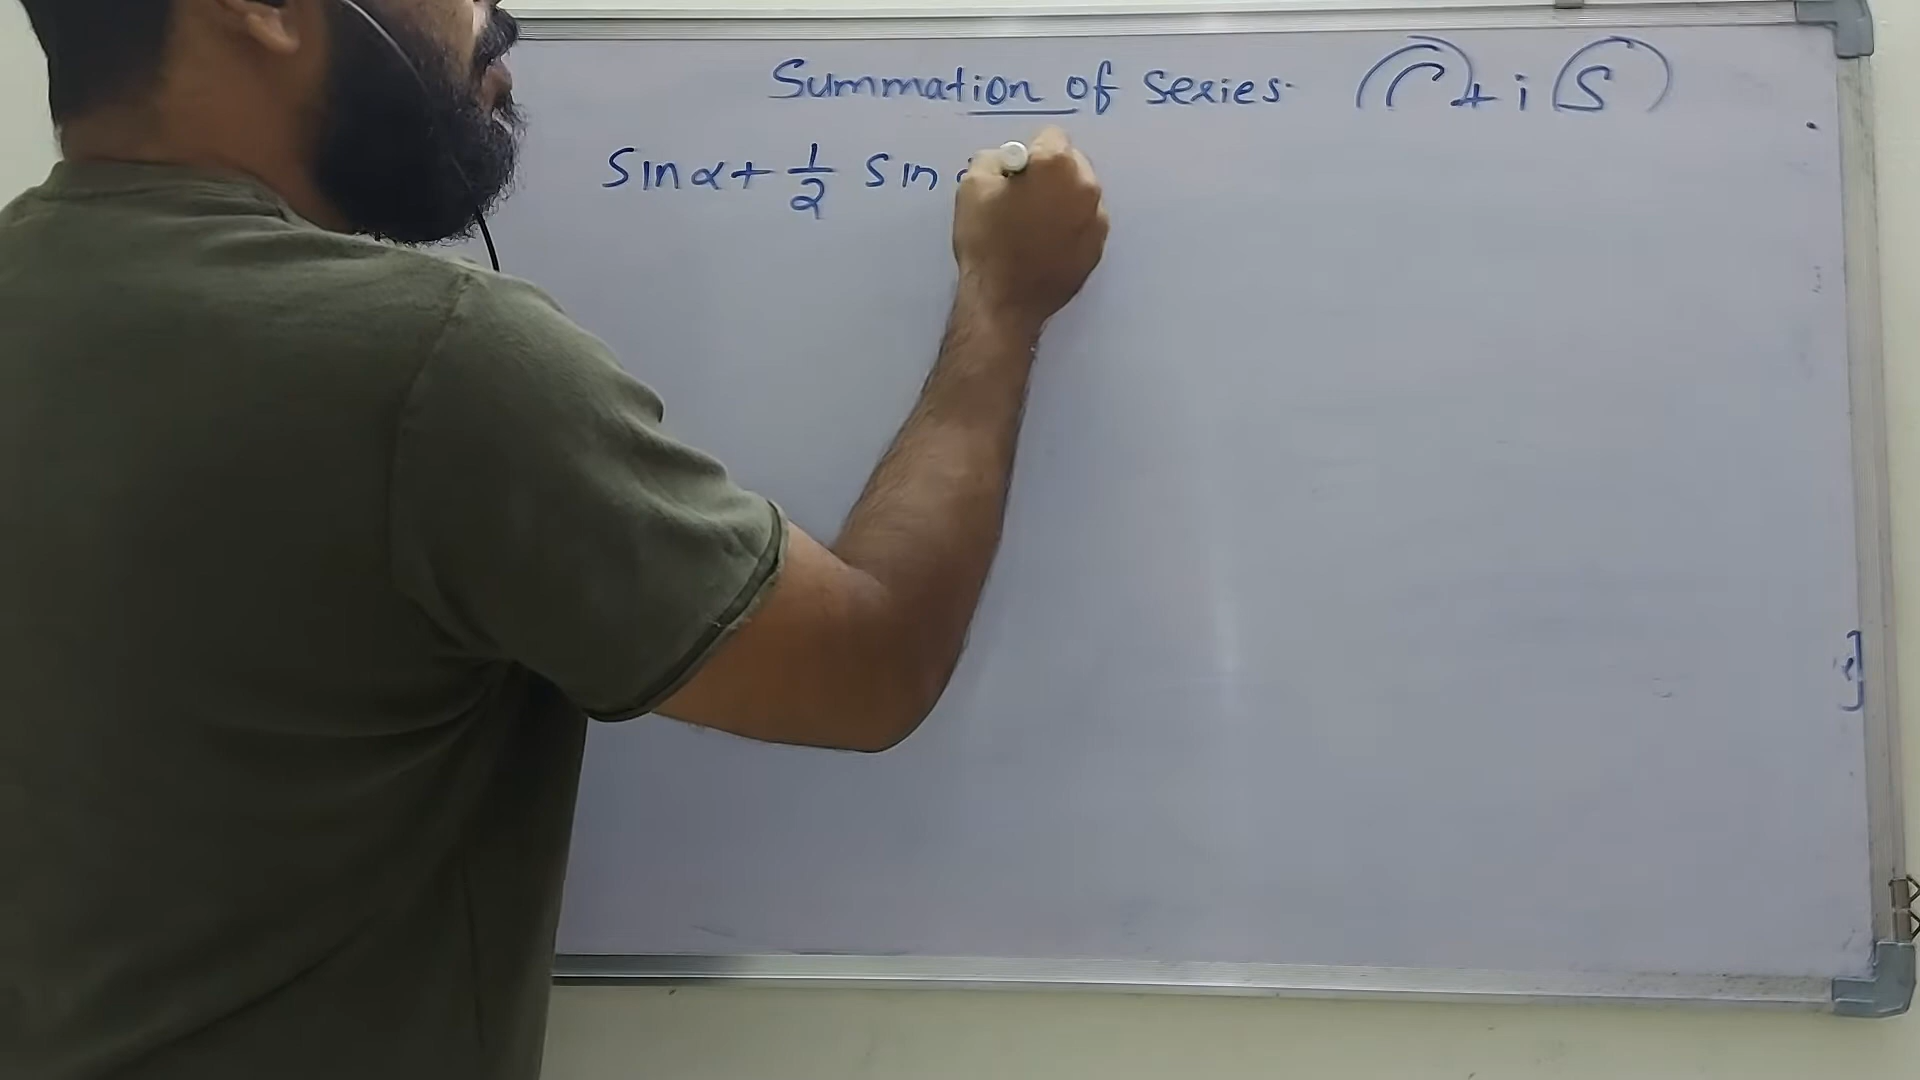 Summation of series. (C) + i (S)
Sinα + 1/2 Sin